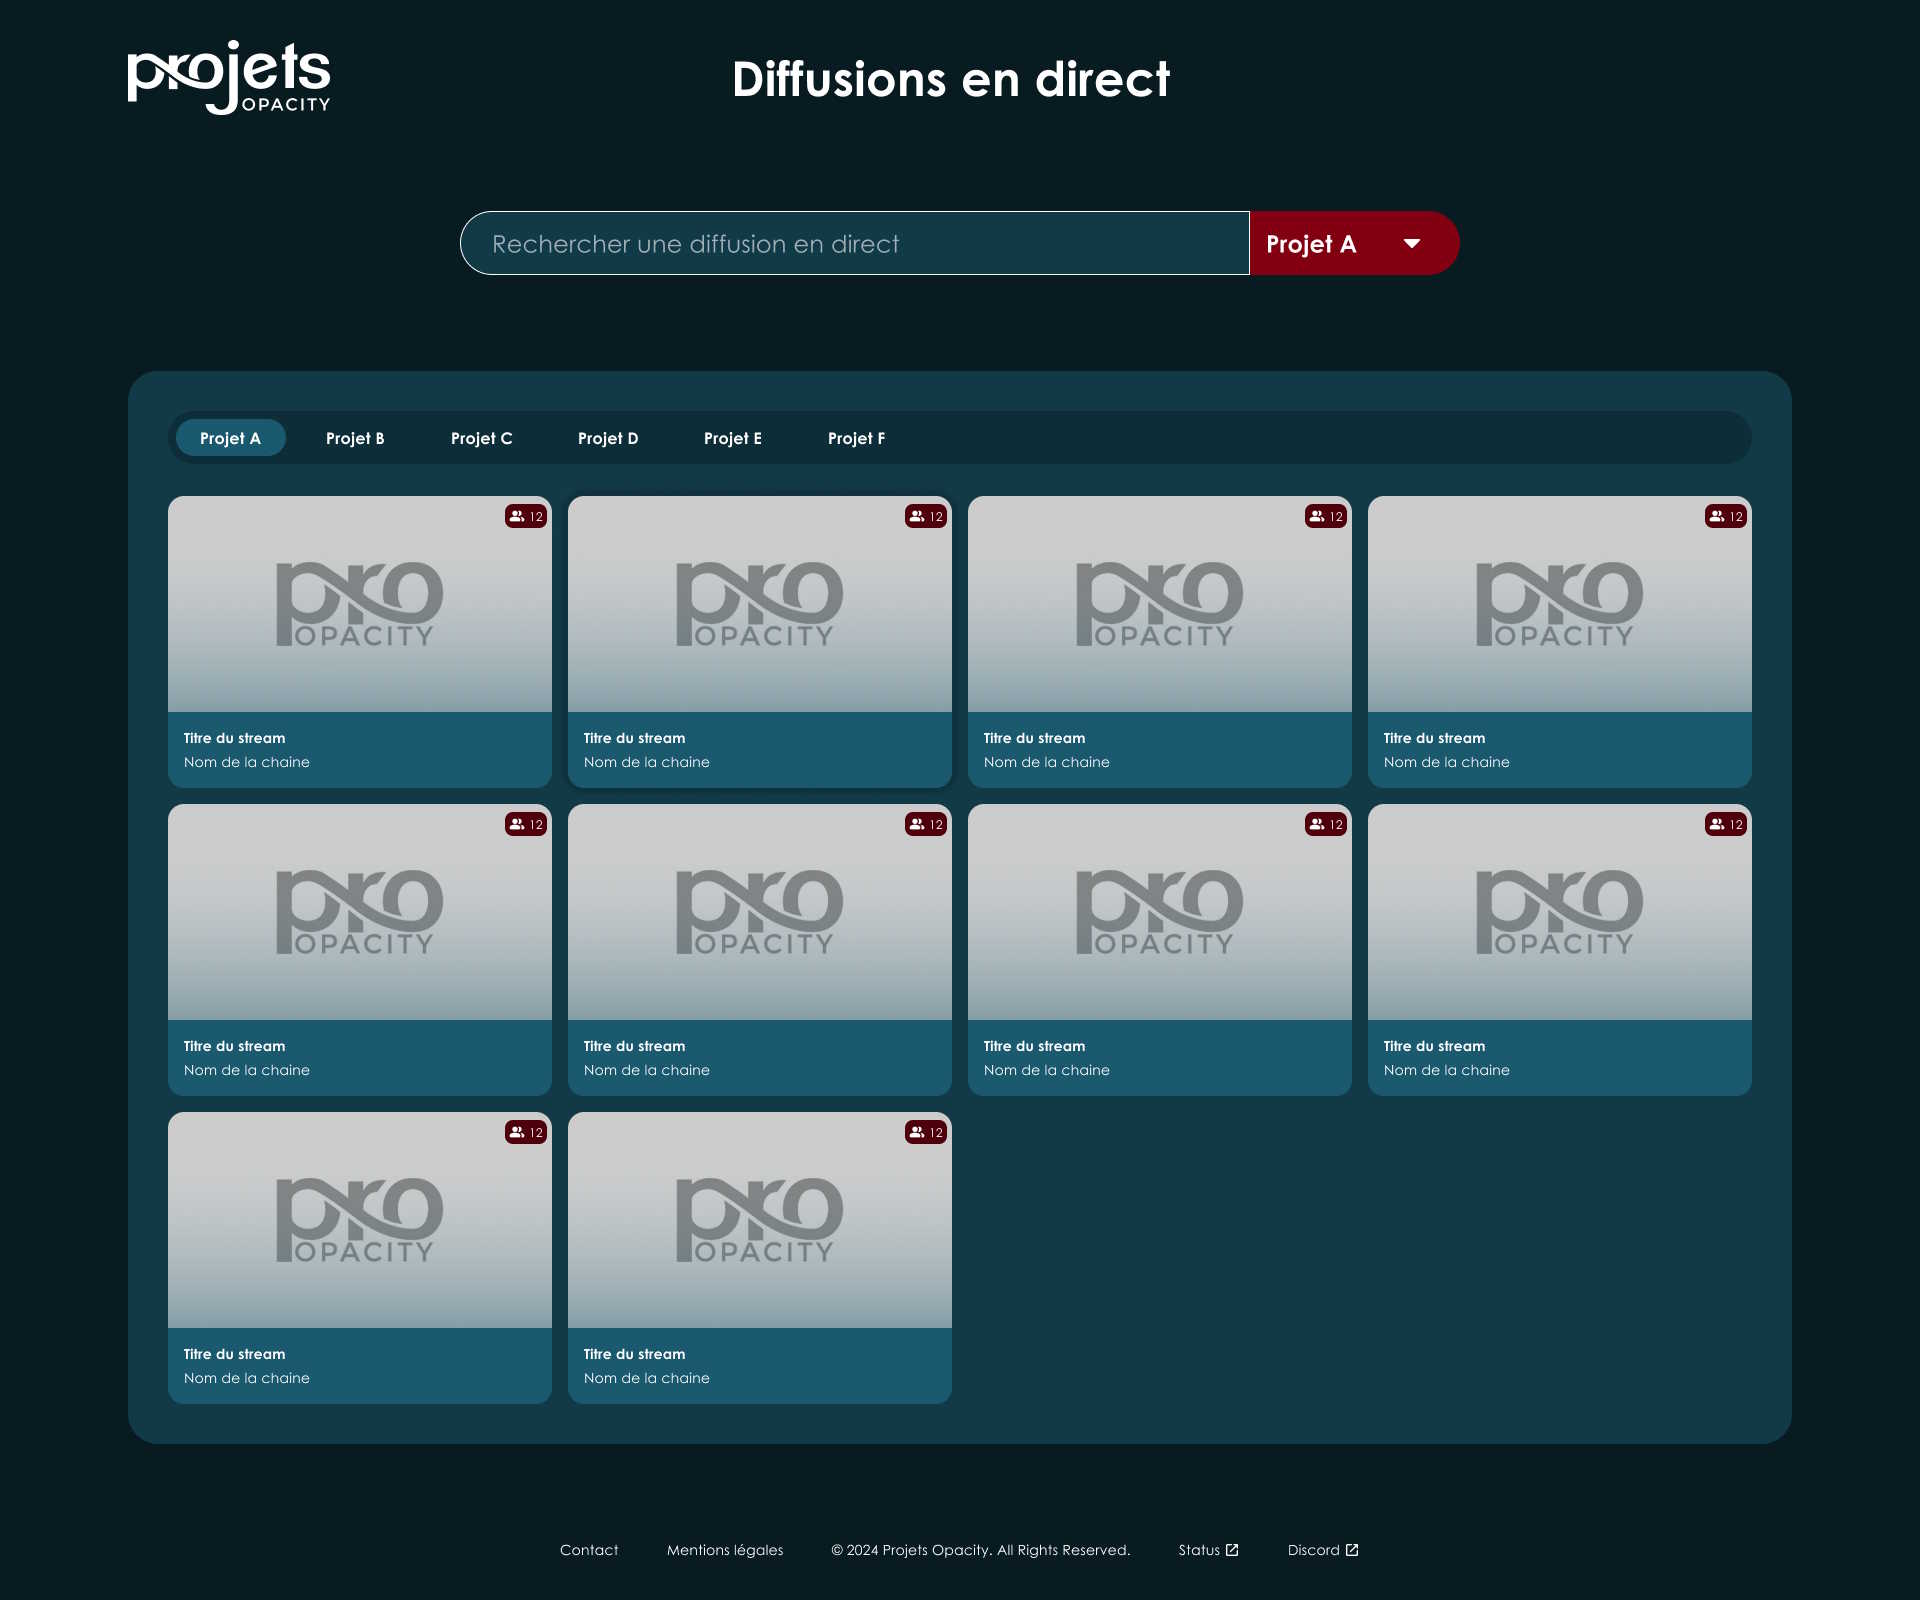 projets
OPACITY
Diffusions en direct
Rechercher une diffusion en direct
Projet A
Projet A
Projet B
Projet C
Projet D
Projet E
Projet F
12
pro
OPACITY
Titre du stream
Nom de la chaine
12
pro
OPACITY
Titre du stream
Nom de la chaine
12
pro
OPACITY
Titre du stream
Nom de la chaine
12
pro
OPACITY
Titre du stream
Nom de la chaine
12
pro
OPACITY
Titre du stream
Nom de la chaine
12
pro
OPACITY
Titre du stream
Nom de la chaine
12
pro
OPACITY
Titre du stream
Nom de la chaine
12
pro
OPACITY
Titre du stream
Nom de la chaine
12
pro
OPACITY
Titre du stream
Nom de la chaine
12
pro
OPACITY
Titre du stream
Nom de la chaine
Contact
Mentions légales
© 2024 Projets Opacity. All Rights Reserved.
Status
Discord